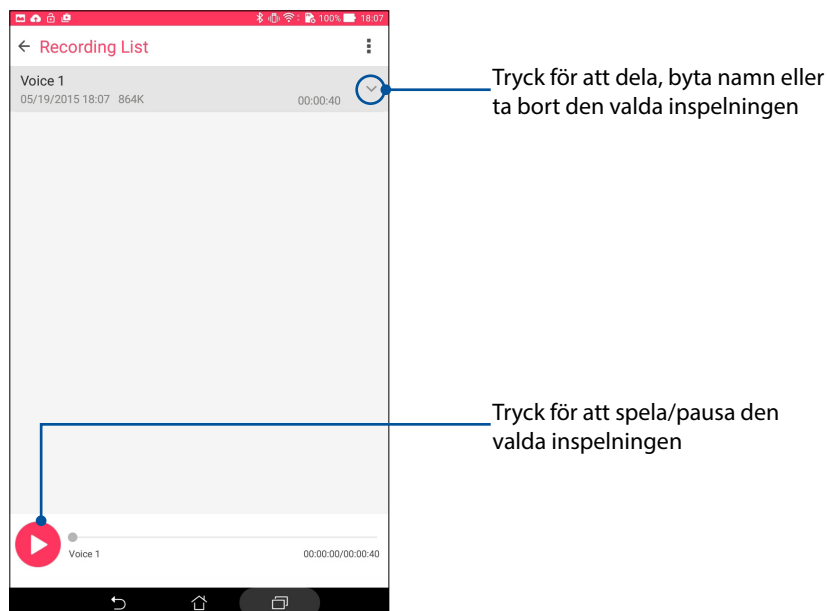 100% 18:07
Recording List
Voice 1
05/19/2015 18:07 864K 00:00:40
Tryck för att dela, byta namn eller
ta bort den valda inspelningen
Tryck för att spela/pausa den
valda inspelningen
Voice 1 00:00:00/00:00:40